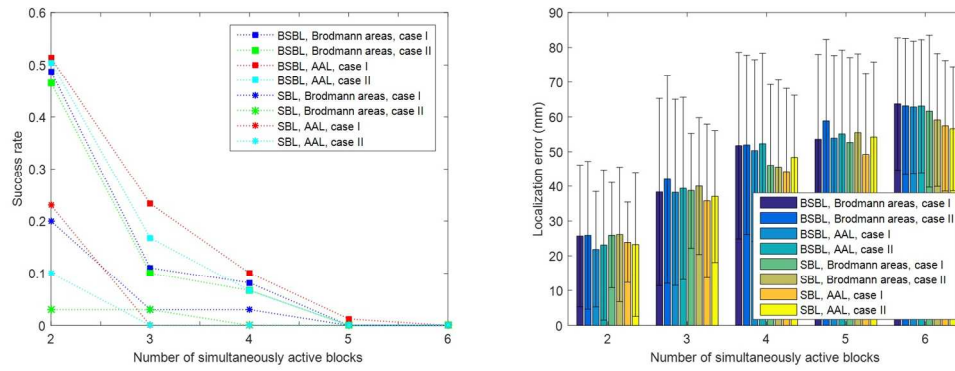 0.6
0.5
0.4
0.3
0.2
0.1
0
Success rate
2
3
4
5
6
Number of simultaneously active blocks
BSBL, Brodmann areas, case I
BSBL, Brodmann areas, case II
BSBL, AAL, case I
BSBL, AAL, case II
SBL, Brodmann areas, case I
SBL, Brodmann areas, case II
SBL, AAL, case I
SBL, AAL, case II
90
80
70
60
50
40
30
20
10
0
Localization error (mm)
2
3
4
5
6
Number of simultaneously active blocks
BSBL, Brodmann areas, case I
BSBL, Brodmann areas, case II
BSBL, AAL, case I
BSBL, AAL, case II
SBL, Brodmann areas, case I
SBL, Brodmann areas, case II
SBL, AAL, case I
SBL, AAL, case II